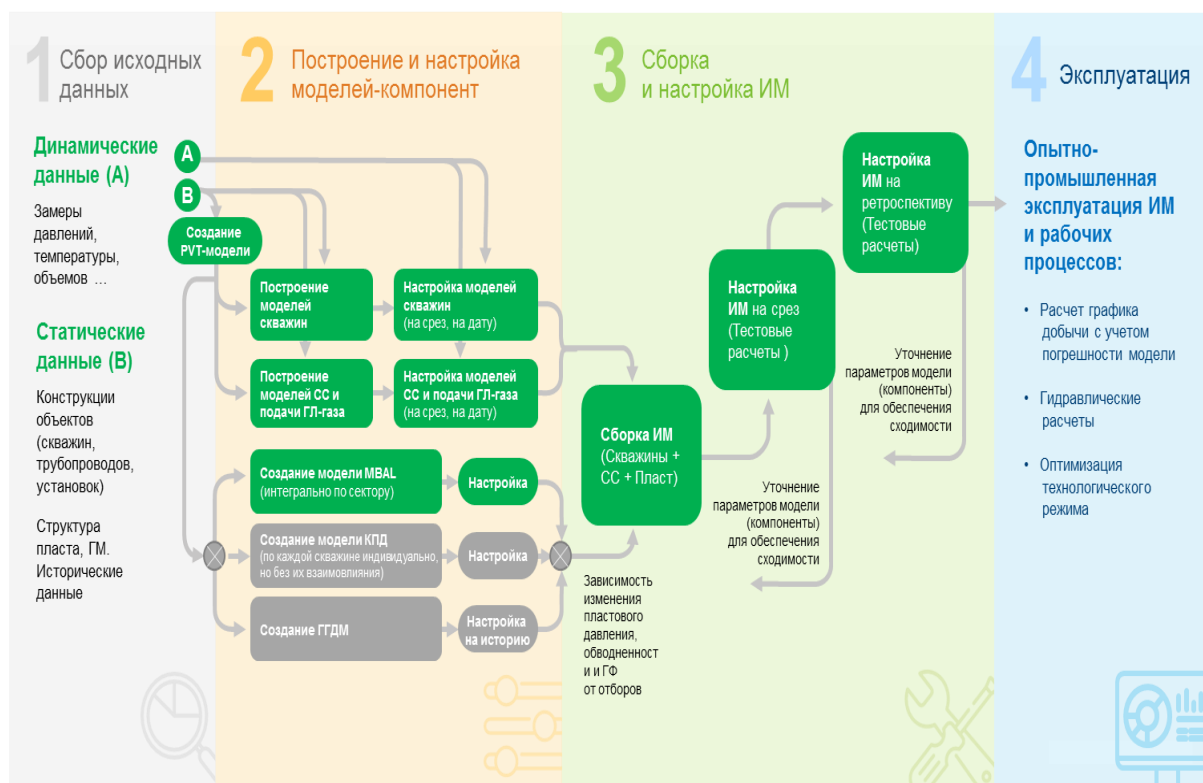 1
Сбор исходных
данных
Динамические
данные (А)
Замеры
давлений,
температуры,
объемов ...
Статические
данные (В)
Конструкции
объектов
(скважин,
трубопроводов,
установок)
Структура
пласта, ГМ.
Исторические
данные
2
Построение и настройка
моделей-компонент
А
В
Создание
PVT-модели
Построение
моделей
скважин
Настройка моделей
скважин
(на срез, на дату)
Построение
моделей СС и
подачи ГЛ-газа
Настройка моделей
СС и подачи ГЛ-газа
(на срез, на дату)
Создание модели MBAL
(интегрально по сектору)
Настройка
Создание модели КПД
(по каждой скважине индивидуально,
но без их взаимовлияния)
Настройка
Создание ГГДМ
Настройка
на историю
3
Сборка
и настройка ИМ
Сборка ИМ
(Скважины +
СС + Пласт)
Зависимость
изменения
пластового
давления,
обводненност
и и ГФ
от отборов
Настройка
ИМ на срез
(Тестовые
расчеты )
Уточнение
параметров модели
(компоненты)
для обеспечения
сходимости
Настройка
ИМ на
ретроспективу
(Тестовые
расчеты)
Уточнение
параметров модели
(компоненты)
для обеспечения
сходимости
4
Эксплуатация
Опытно-
промышленная
эксплуатация ИМ
и рабочих
процессов:
• Расчет графика
добычи с учетом
погрешности модели
• Гидравлические
расчеты
• Оптимизация
технологического
режима